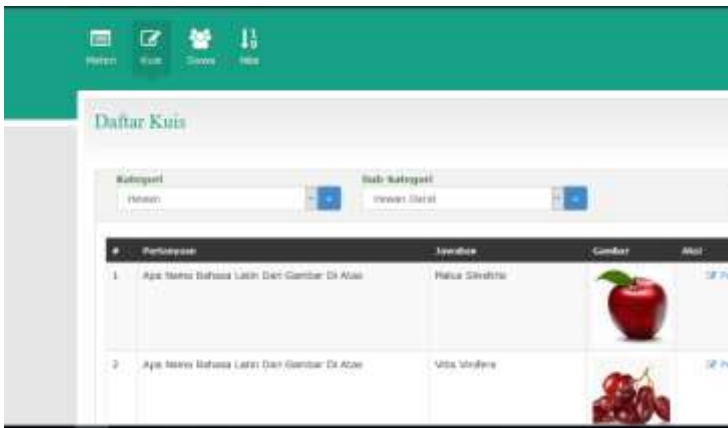 Materi Kuis Siswa Nilai
Daftar Kuis
Kategori Sub Kategori
Hewan Hewan Darat
# Pertanyaan Jawaban Gambar Aksi
1 Apa Nama Bahasa Latin Dari Gambar Di Atas Malus
2 Apa Nama Bahasa Latin Dari Gambar Di Atas Vitis Vinifera